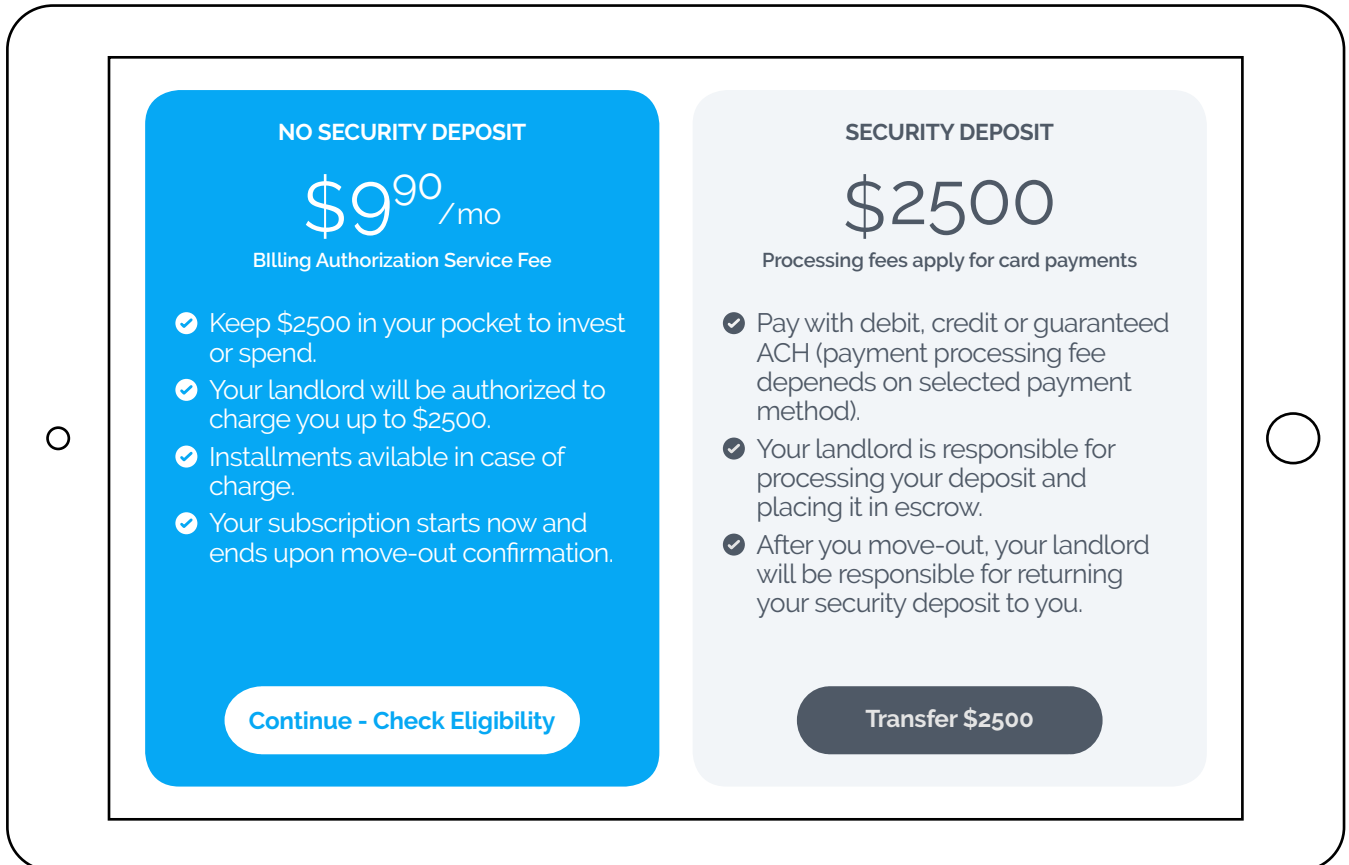 NO SECURITY DEPOSIT
$990/mo
BIlling Authorization Service Fee
Keep $2500 in your pocket to invest
or spend.
Your landlord will be authorized to
charge you up to $2500.
Installments avilable in case of
charge.
Your subscription starts now and
ends upon move-out confirmation.
Continue - Check Eligibility
SECURITY DEPOSIT
$2500
Processing fees apply for card payments
Pay with debit, credit or guaranteed
ACH (payment processing fee
depeneds on selected payment
method).
Your landlord is responsible for
processing your deposit and
placing it in escrow.
After you move-out, your landlord
will be responsible for returning
your security deposit to you.
Transfer $2500